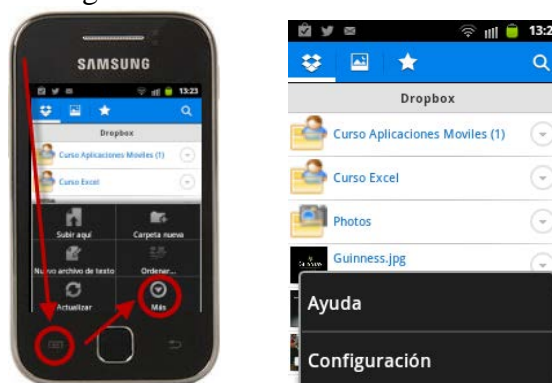 SAMSUNG
13:23
Dropbox
Curso Aplicaciones Moviles (1)
Curso Excel
Subir aquí
Carpeta nueva
Nuevo archivo de texto
Ordenar...
Actualizar
Más
13:2
Dropbox
Curso Aplicaciones Moviles (1)
Curso Excel
Photos
Guinness.jpg
Ayuda
Configuración